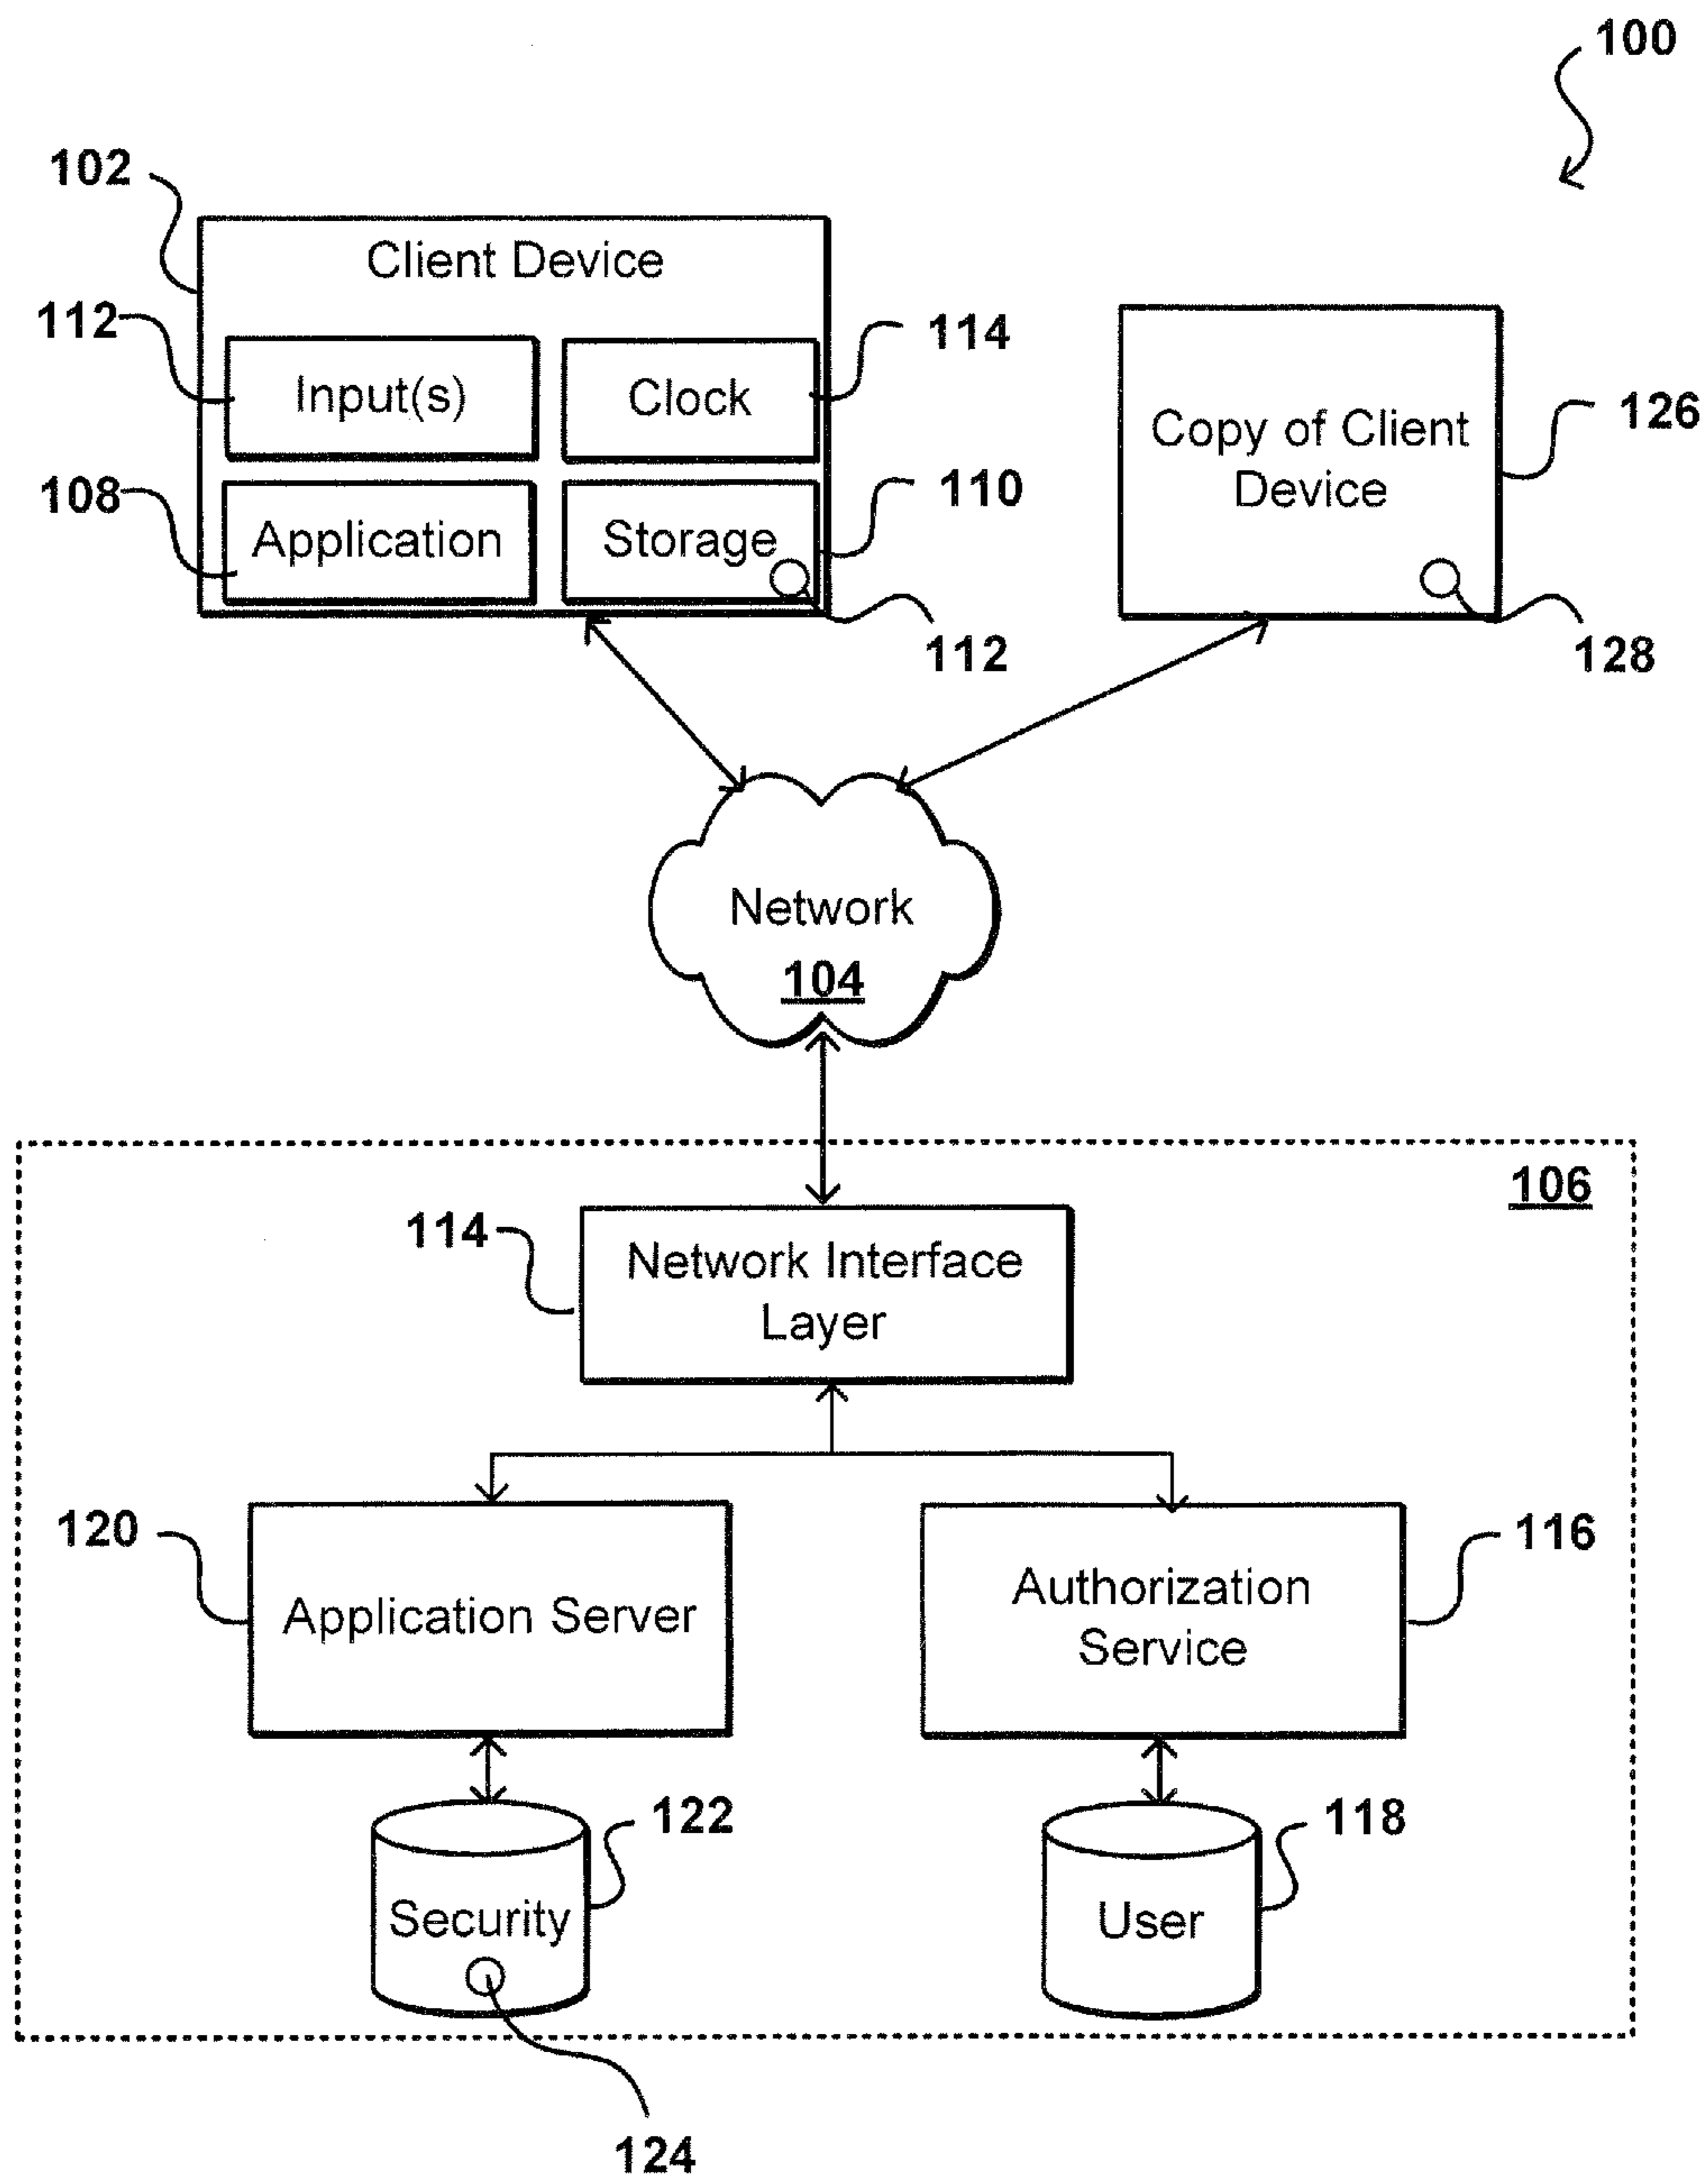 100
102
Client Device
112
Input(s)
Clock
114
108
Application
Storage
110
112
Copy of Client
Device
126
128
Network
104
106
114
Network Interface
Layer
120
Application Server
Authorization
Service
116
Security
122
User
118
124